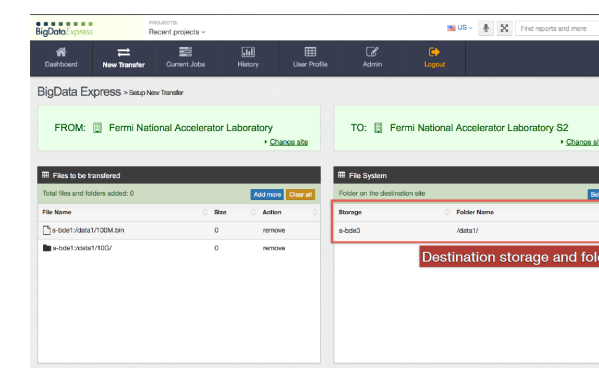 PROJECTS:
BigData Express
Recent projects
US
Find reports and more
Dashboard
New Transfer
Current Jobs
History
User Profile
Admin
Logout
BigData Express > Setup New Transfer
FROM: Fermi National Accelerator Laboratory
Change site
TO: Fermi National Accelerator Laboratory S2
Change si
Files to be transfered
Total files and folders added: 0
Add more
Clear all
File Name Size Action
s-bde1:/data1/100M.bin 0 remove
s-bde1:/data1/10G/ 0 remove
File System
Folder on the destination site
Storage Folder Name
s-bde3 /data1/
Destination storage and fol